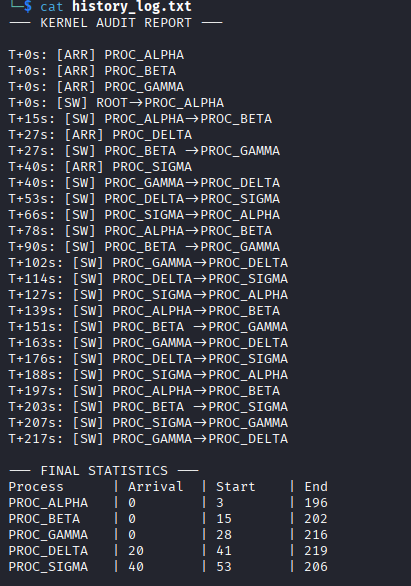 └─$ cat history_log.txt
─── KERNEL AUDIT REPORT ───
T+0s: [ARR] PROC_ALPHA
T+0s: [ARR] PROC_BETA
T+0s: [ARR] PROC_GAMMA
T+0s: [SW] ROOT→PROC_ALPHA
T+15s: [SW] PROC_ALPHA→PROC_BETA
T+27s: [ARR] PROC_DELTA
T+27s: [SW] PROC_BETA →PROC_GAMMA
T+40s: [ARR] PROC_SIGMA
T+40s: [SW] PROC_GAMMA→PROC_DELTA
T+53s: [SW] PROC_DELTA→PROC_SIGMA
T+66s: [SW] PROC_SIGMA→PROC_ALPHA
T+78s: [SW] PROC_ALPHA→PROC_BETA
T+90s: [SW] PROC_BETA →PROC_GAMMA
T+102s: [SW] PROC_GAMMA→PROC_DELTA
T+114s: [SW] PROC_DELTA→PROC_SIGMA
T+127s: [SW] PROC_SIGMA→PROC_ALPHA
T+139s: [SW] PROC_ALPHA→PROC_BETA
T+151s: [SW] PROC_BETA →PROC_GAMMA
T+163s: [SW] PROC_GAMMA→PROC_DELTA
T+176s: [SW] PROC_DELTA→PROC_SIGMA
T+188s: [SW] PROC_SIGMA→PROC_ALPHA
T+197s: [SW] PROC_ALPHA→PROC_BETA
T+203s: [SW] PROC_BETA →PROC_SIGMA
T+207s: [SW] PROC_SIGMA→PROC_GAMMA
T+217s: [SW] PROC_GAMMA→PROC_DELTA
─── FINAL STATISTICS ───
Process | Arrival | Start | End
PROC_ALPHA | 0 | 3 | 196
PROC_BETA | 0 | 15 | 202
PROC_GAMMA | 0 | 28 | 216
PROC_DELTA | 20 | 41 | 219
PROC_SIGMA | 40 | 53 | 206